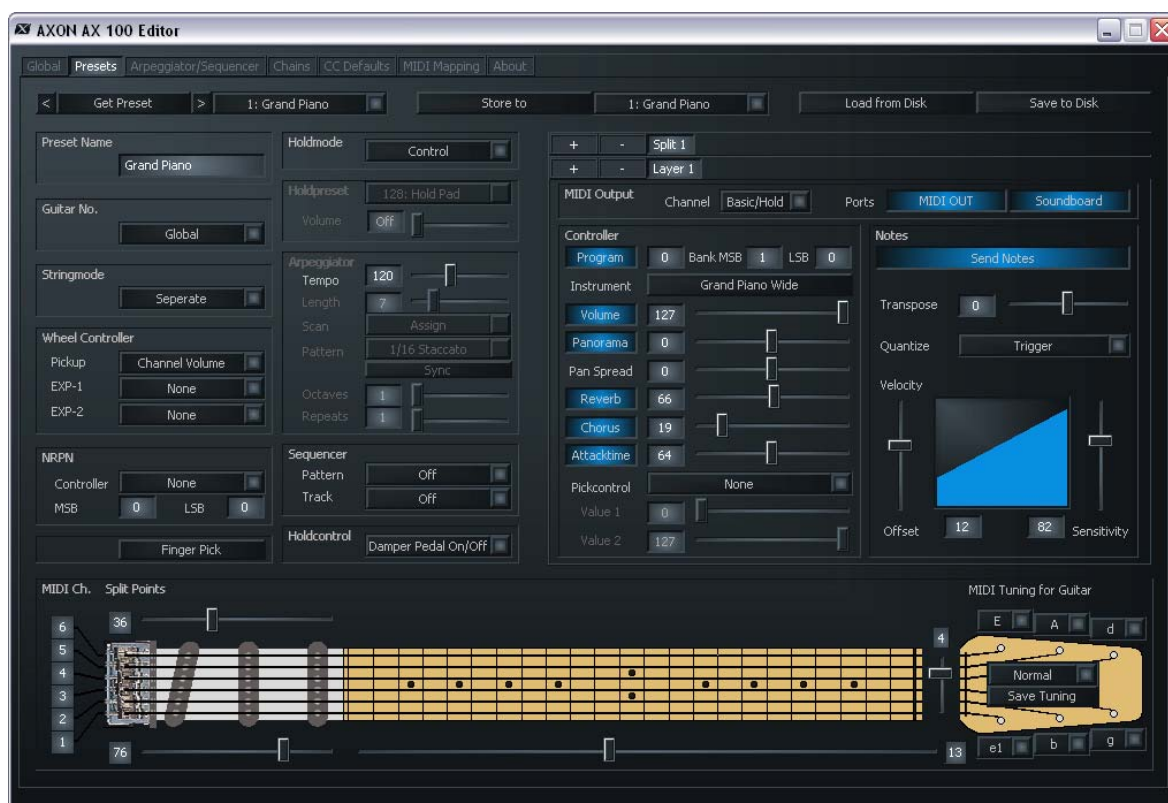 AXON AX 100 Editor
Global Presets Arpeggiator/Sequencer Chains CC Defaults MIDI Mapping About
< Get Preset > 1: Grand Piano Store to 1: Grand Piano Load from Disk Save to Disk
Preset Name
Grand Piano
Guitar No.
Global
Stringmode
Seperate
Wheel Controller
Pickup Channel Volume
EXP-1 None
EXP-2 None
NRPN
Controller None
MSB 0 LSB 0
Finger Pick
Holdmode Control
Holdpreset 128: Hold Pad
Volume Off
Arpeggiator
Tempo 120
Length 7
Scan Assign
Pattern 1/16 Staccato
Sync
Octaves 1
Repeats 1
Sequencer
Pattern Off
Track Off
Holdcontrol Damper Pedal On/Off
+ - Split 1
+ - Layer 1
MIDI Output Channel Basic/Hold Ports MIDI OUT Soundboard
Controller
Program 0 Bank MSB 1 LSB 0
Instrument Grand Piano Wide
Volume 127
Panorama 0
Pan Spread 0
Reverb 66
Chorus 19
Attacktime 64
Pickcontrol None
Value 1 0
Value 2 127
Notes
Send Notes
Transpose 0
Quantize Trigger
Velocity
Offset 12 82 Sensitivity
MIDI Ch. Split Points
6
5
4
3
2
1
36
76
4
13
MIDI Tuning for Guitar
E A d
Normal
Save Tuning
e1 b g